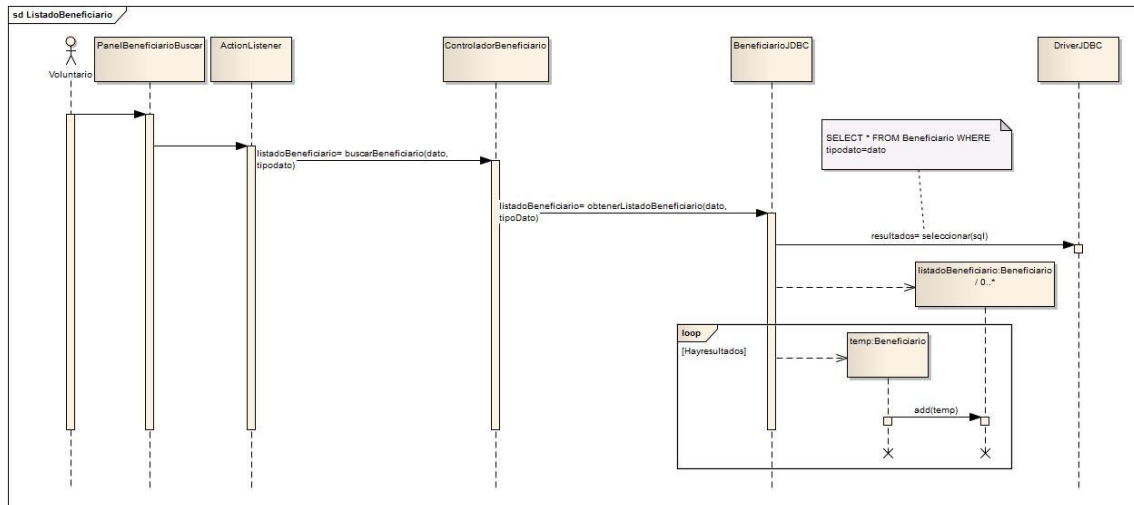 sd ListadoBeneficiario
Voluntario
PanelBeneficiarioBuscar
ActionListener
ControladorBeneficiario
BeneficiarioJDBC
DriverJDBC
SELECT * FROM Beneficiario WHERE
tipodato=dato
listadoBeneficiario= buscarBeneficiario(dato,
tipodato)
listadoBeneficiario= obtenerListadoBeneficiario(dato,
tipoDato)
resultados= seleccionar(sql)
listadoBeneficiario:Beneficiario
/ 0..*
loop
[Hayresultados]
temp:Beneficiario
add(temp)